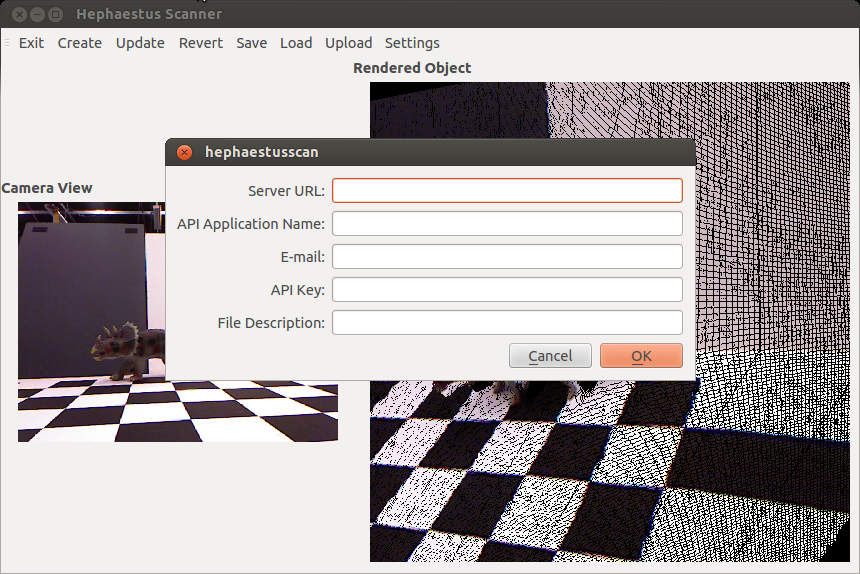 Hephaestus Scanner
Exit Create Update Revert Save Load Upload Settings
Rendered Object
hephaestusscan
Server URL:
Camera View
API Application Name:
E-mail:
API Key:
File Description:
Cancel OK